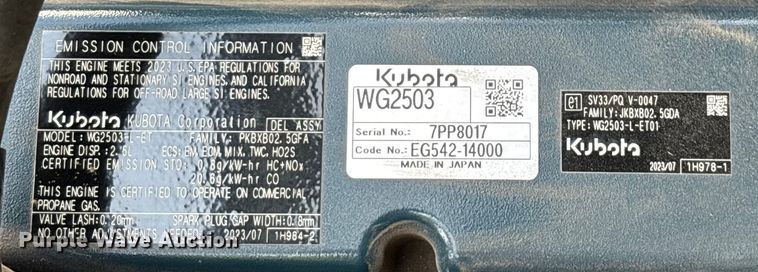 EMISSION CONTROL INFORMATION
THIS ENGINE MEETS 2023 U.S. EPA REGULATIONS FOR
NONROAD AND STATIONARY SI ENGINES, AND CALIFORNIA
REGULATIONS FOR OFF-ROAD LARGE SI ENGINES.
Kubota KUBOTA Corporation DEL ASSY
MODEL: WG2503-L-ET FAMILY: PKBXB02.5GFA
ENGINE DISP.: 2.5L ECS: EM, EDM, MIX, TWC, HO2S
CERTIFIED EMISSION STD.: 0.8g/kW-hr HC+NOx
20.6g/kW-hr CO
THIS ENGINE IS CERTIFIED TO OPERATE ON COMMERCIAL
PROPANE GAS.
VALVE LASH: 0.20mm SPARK PLUG GAP WIDTH: 0.8mm
NO OTHER ADJUSTMENTS NEEDED. 2023/07 1H984-2
Kubota
WG2503
Serial No.: 7PP8017
Code No.: EG542-14000
MADE IN JAPAN
e1 SV33/PQ V-0047
FAMILY: JKBXB02.5GDA
TYPE: WG2503-L-ET01
Kubota
2023/07 1H978-1
Purple Wave Auction